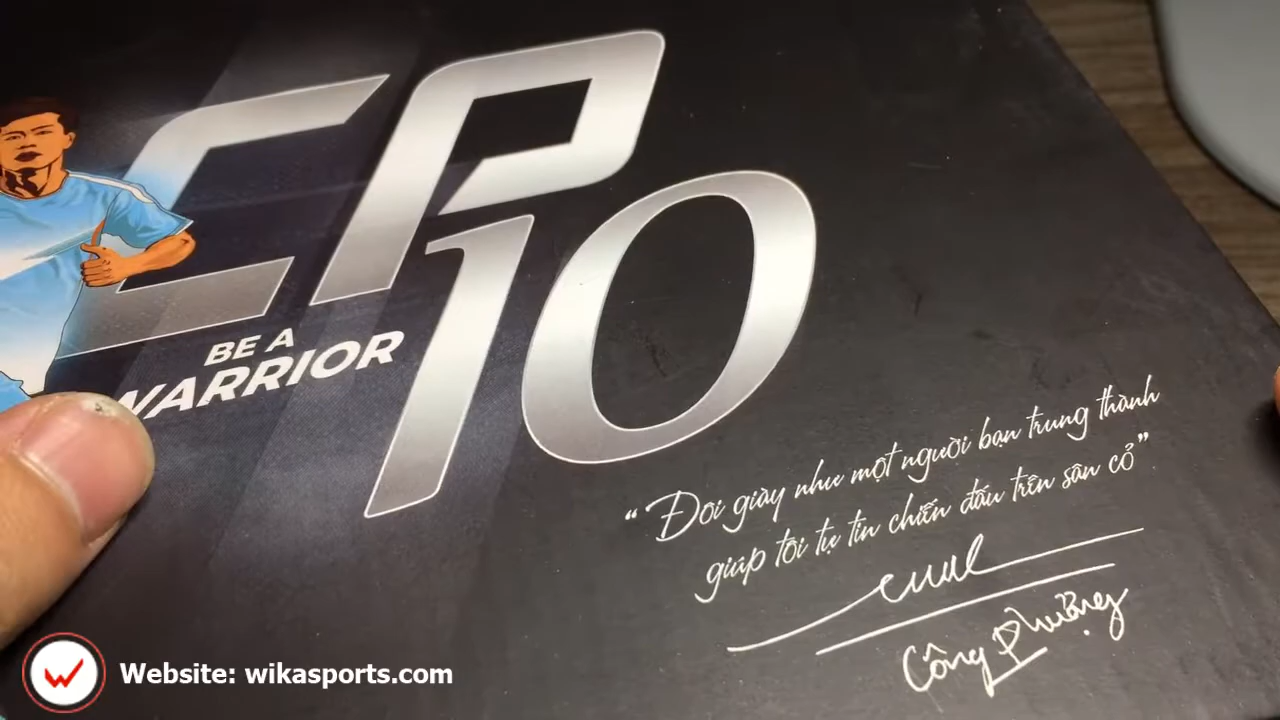 CP
10
BE A
WARRIOR
“Đôi giày như một người bạn trung thành
giúp tôi tự tin chiến đấu trên sân cỏ”
Công Phượng
Website: wikasports.com